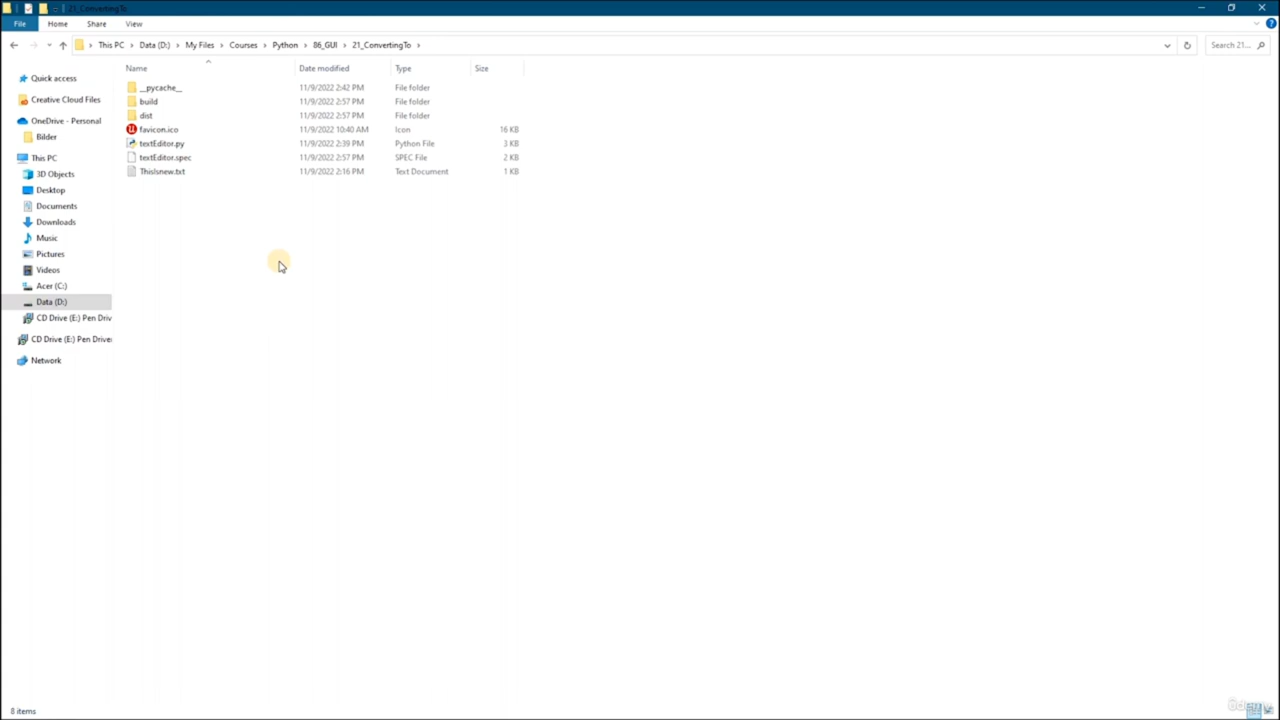 21_ConvertingTo
File Home Share View
This PC Data (D:) My Files Courses Python 86_GUI 21_ConvertingTo
Search 21...
Name Date modified Type Size
Quick access
Creative Cloud Files
OneDrive - Personal
Bilder
This PC
3D Objects
Desktop
Documents
Downloads
Music
Pictures
Videos
Acer (C:)
Data (D:)
CD Drive (E:) Pen Driv
CD Drive (E:) Pen Drive
Network
__pycache__ 11/9/2022 2:42 PM File folder
build 11/9/2022 2:57 PM File folder
dist 11/9/2022 2:57 PM File folder
favicon.ico 11/9/2022 10:40 AM Icon 16 KB
textEditor.py 11/9/2022 2:39 PM Python File 3 KB
textEditor.spec 11/9/2022 2:57 PM SPEC File 2 KB
ThisIsnew.txt 11/9/2022 2:16 PM Text Document 1 KB
8 items
ûdemy